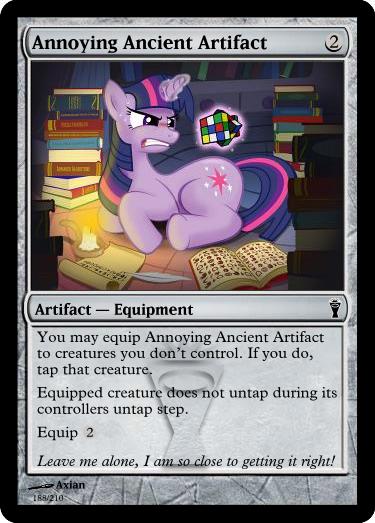 Annoying Ancient Artifact 2
Artifact — Equipment
You may equip Annoying Ancient Artifact
to creatures you don't control. If you do,
tap that creature.
Equipped creature does not untap during its
controllers untap step.
Equip 2
Leave me alone, I am so close to getting it right!
Axian
188/210